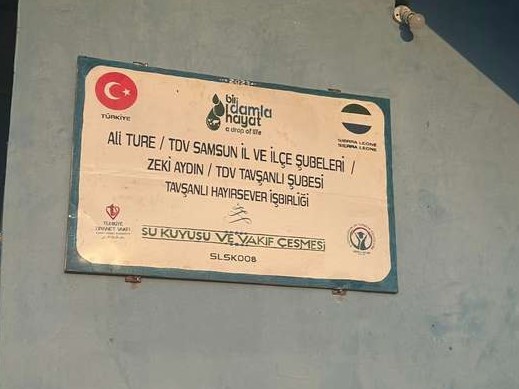 bir
damla
hayat
a drop of life
TÜRKİYE
SIERRA LEONE
SIERRA LEONE
Ali TURE / TDV SAMSUN İL VE İLÇE ŞUBELERİ /
ZEKİ AYDIN / TDV TAVŞANLI ŞUBESİ
TAVŞANLI HAYIRSEVER İŞBİRLİĞİ
TÜRKİYE
DİYANET VAKFI
SU KUYUSU VE VAKIF ÇEŞMESİ
SLSK008